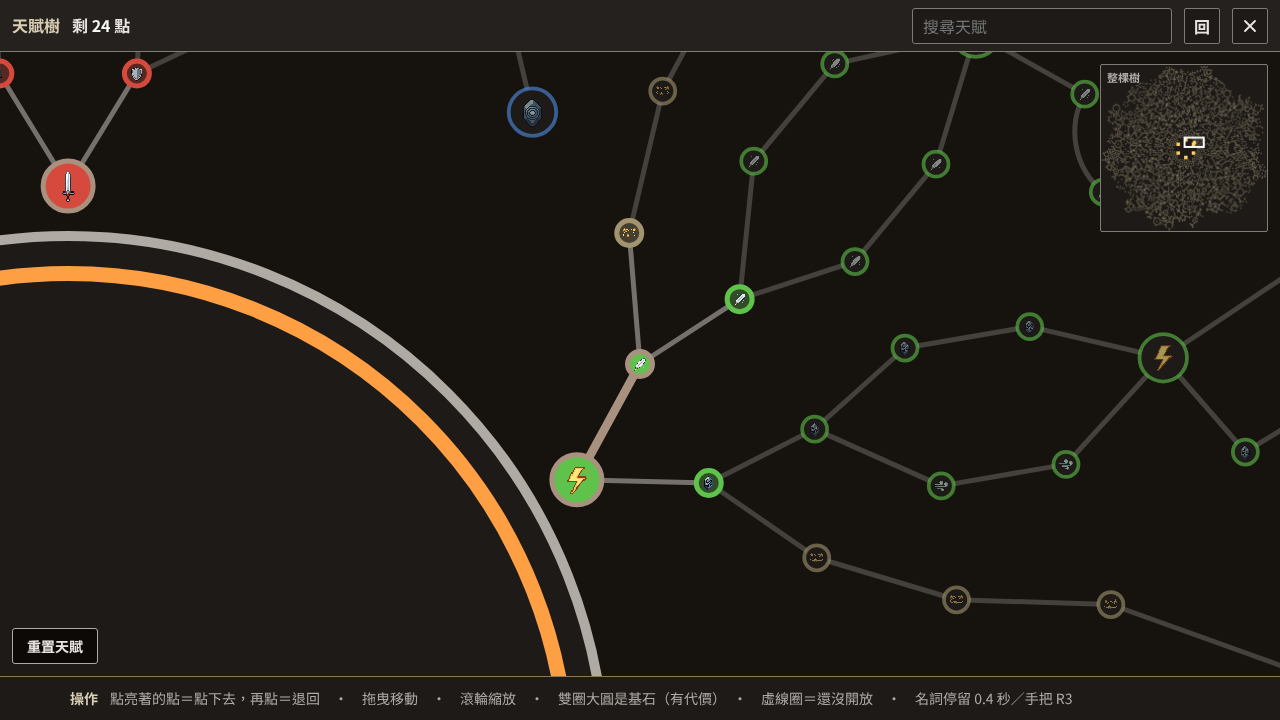 天賦樹 剩 24 點
搜尋天賦
回
整棵樹
重置天賦
操作 點亮著的點＝點下去，再點＝退回 • 拖曳移動 • 滾輪縮放 • 雙圈大圓是基石（有代價） • 虛線圈＝還沒開放 • 名詞停留 0.4 秒／手把 R3